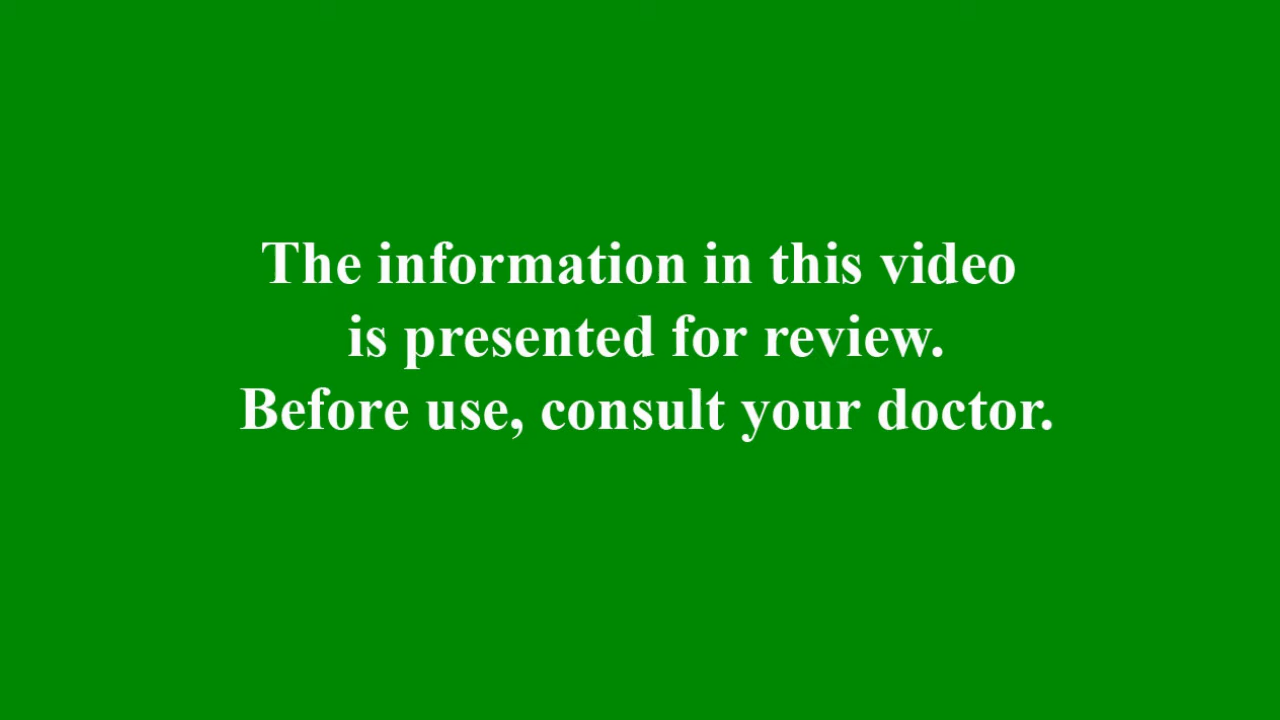 The information in this video
is presented for review.
Before use, consult your doctor.